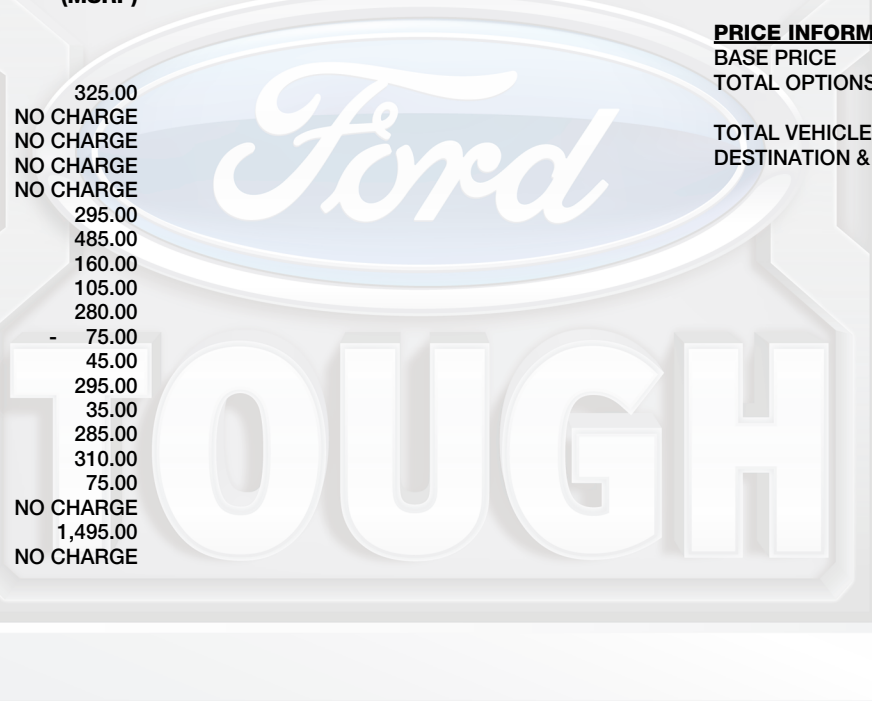 (MSRP)
325.00
NO CHARGE
NO CHARGE
NO CHARGE
NO CHARGE
295.00
485.00
160.00
105.00
280.00
- 75.00
45.00
295.00
35.00
285.00
310.00
75.00
NO CHARGE
1,495.00
NO CHARGE
PRICE INFORM
BASE PRICE
TOTAL OPTIONS
TOTAL VEHICLE
DESTINATION &
Ford
TOUGH